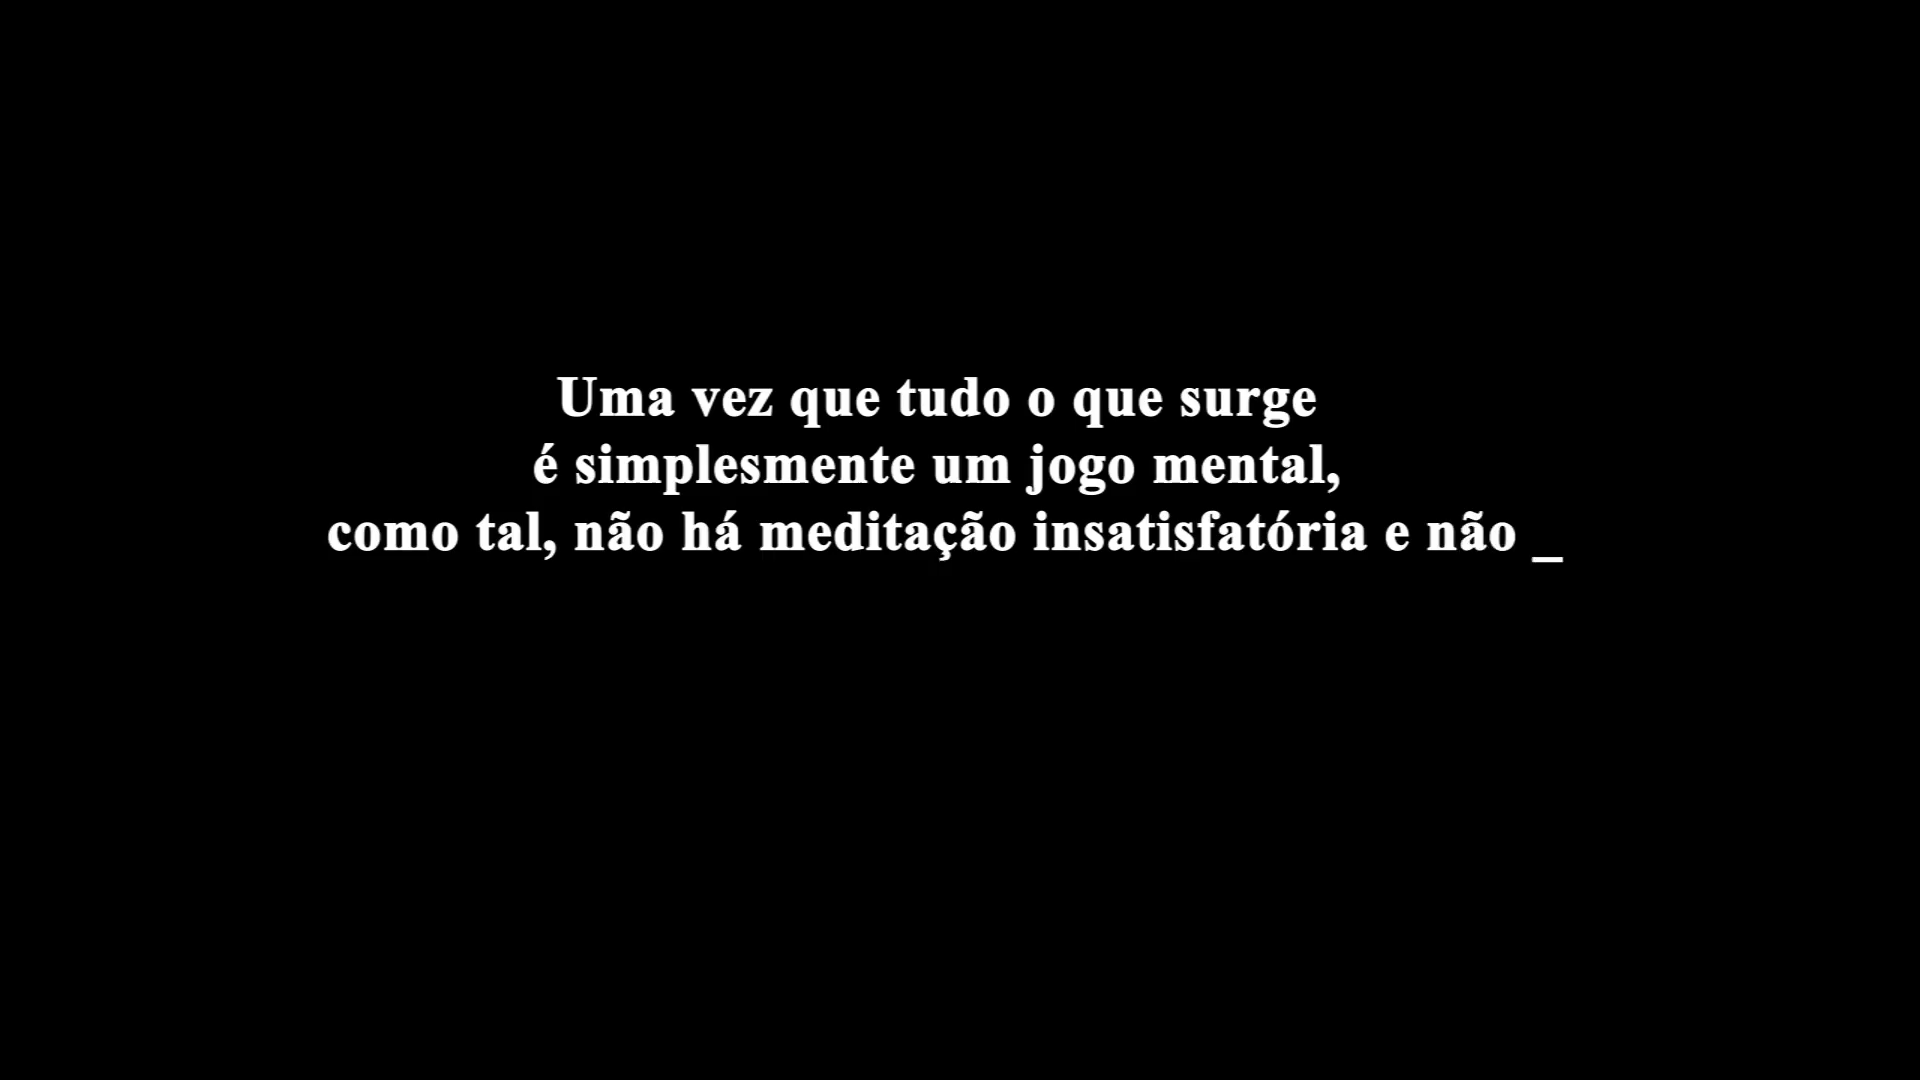 Uma vez que tudo o que surge
é simplesmente um jogo mental,
como tal, não há meditação insatisfatória e não _